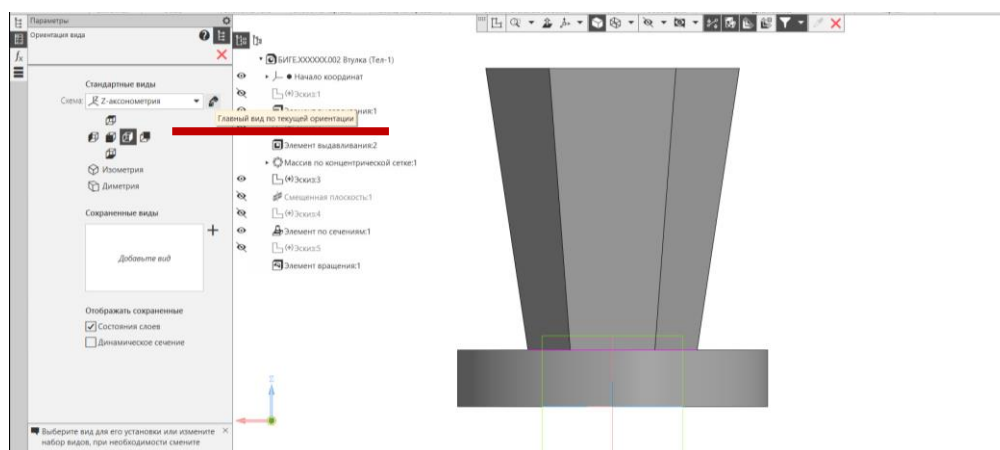 Параметры
Ориентация вида
Стандартные виды
Схема: Z-аксонометрия
Главный вид по текущей ориентации
Изометрия
Диметрия
Сохраненные виды
Добавьте вид
Отображать сохраненные
Состояния слоев
Динамическое сечение
Выберите вид для его установки или измените
набор видов, при необходимости смените
БИГЕ.XXXXXX.002 Втулка (Тел-1)
Начало координат
(+)Эскиз:1
ния:1
Элемент выдавливания:2
Массив по концентрической сетке:1
(+)Эскиз:3
Смещенная плоскость:1
(+)Эскиз:4
Элемент по сечениям:1
(+)Эскиз:5
Элемент вращения:1
Z